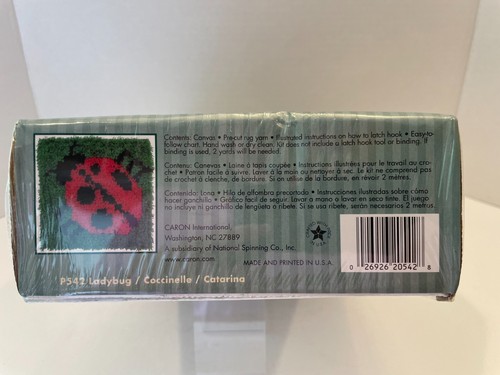 Contents: Canvas • Pre-cut rug yarn • Illustrated instructions on how to latch hook • Easy-to-
follow chart. Hand wash or dry clean. Kit does not include a latch hook tool or binding. If
binding is used, 2 yards will be needed.
Contenu: Canevas • Laine à tapis coupée • Instructions illustrées pour le travail au cro-
chet • Patron facile à suivre. Laver à la main ou nettoyer à sec. Le kit ne comprend pas
de crochet à clenche, de bordure. Si on utilise de la bordure, en prévoir 2 mètres.
Contenido: Lona • Hilo de alfombra precortado • Instrucciones ilustradas sobre cómo
hacer ganchillo • Gráfico fácil de seguir. Lavar a mano o lavar en seco tinte. El juego
no incluye ni ganchillo de lengüeta o ribete. Si se usa ribete, serán necesarios 2 metros.
CARON International,
Washington, NC 27889
A subsidiary of National Spinning Co., Inc.
www.caron.com
MADE AND PRINTED IN U.S.A.
0 26926 20542 8
P542 Ladybug / Coccinelle / Catarina